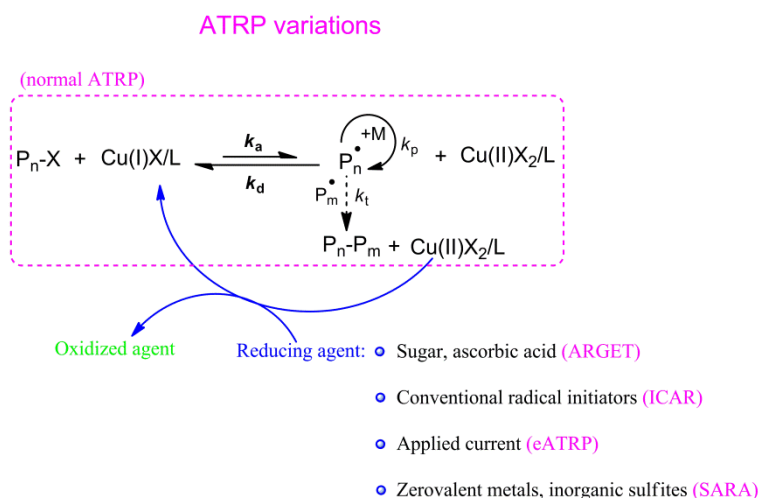 ATRP variations
(normal ATRP)
Pn-X + Cu(I)X/L ka kd Pn• +M kp + Cu(II)X2/L
Pm• kt
Pn-Pm + Cu(II)X2/L
Oxidized agent Reducing agent: Sugar, ascorbic acid (ARGET)
Conventional radical initiators (ICAR)
Applied current (eATRP)
Zerovalent metals, inorganic sulfites (SARA)